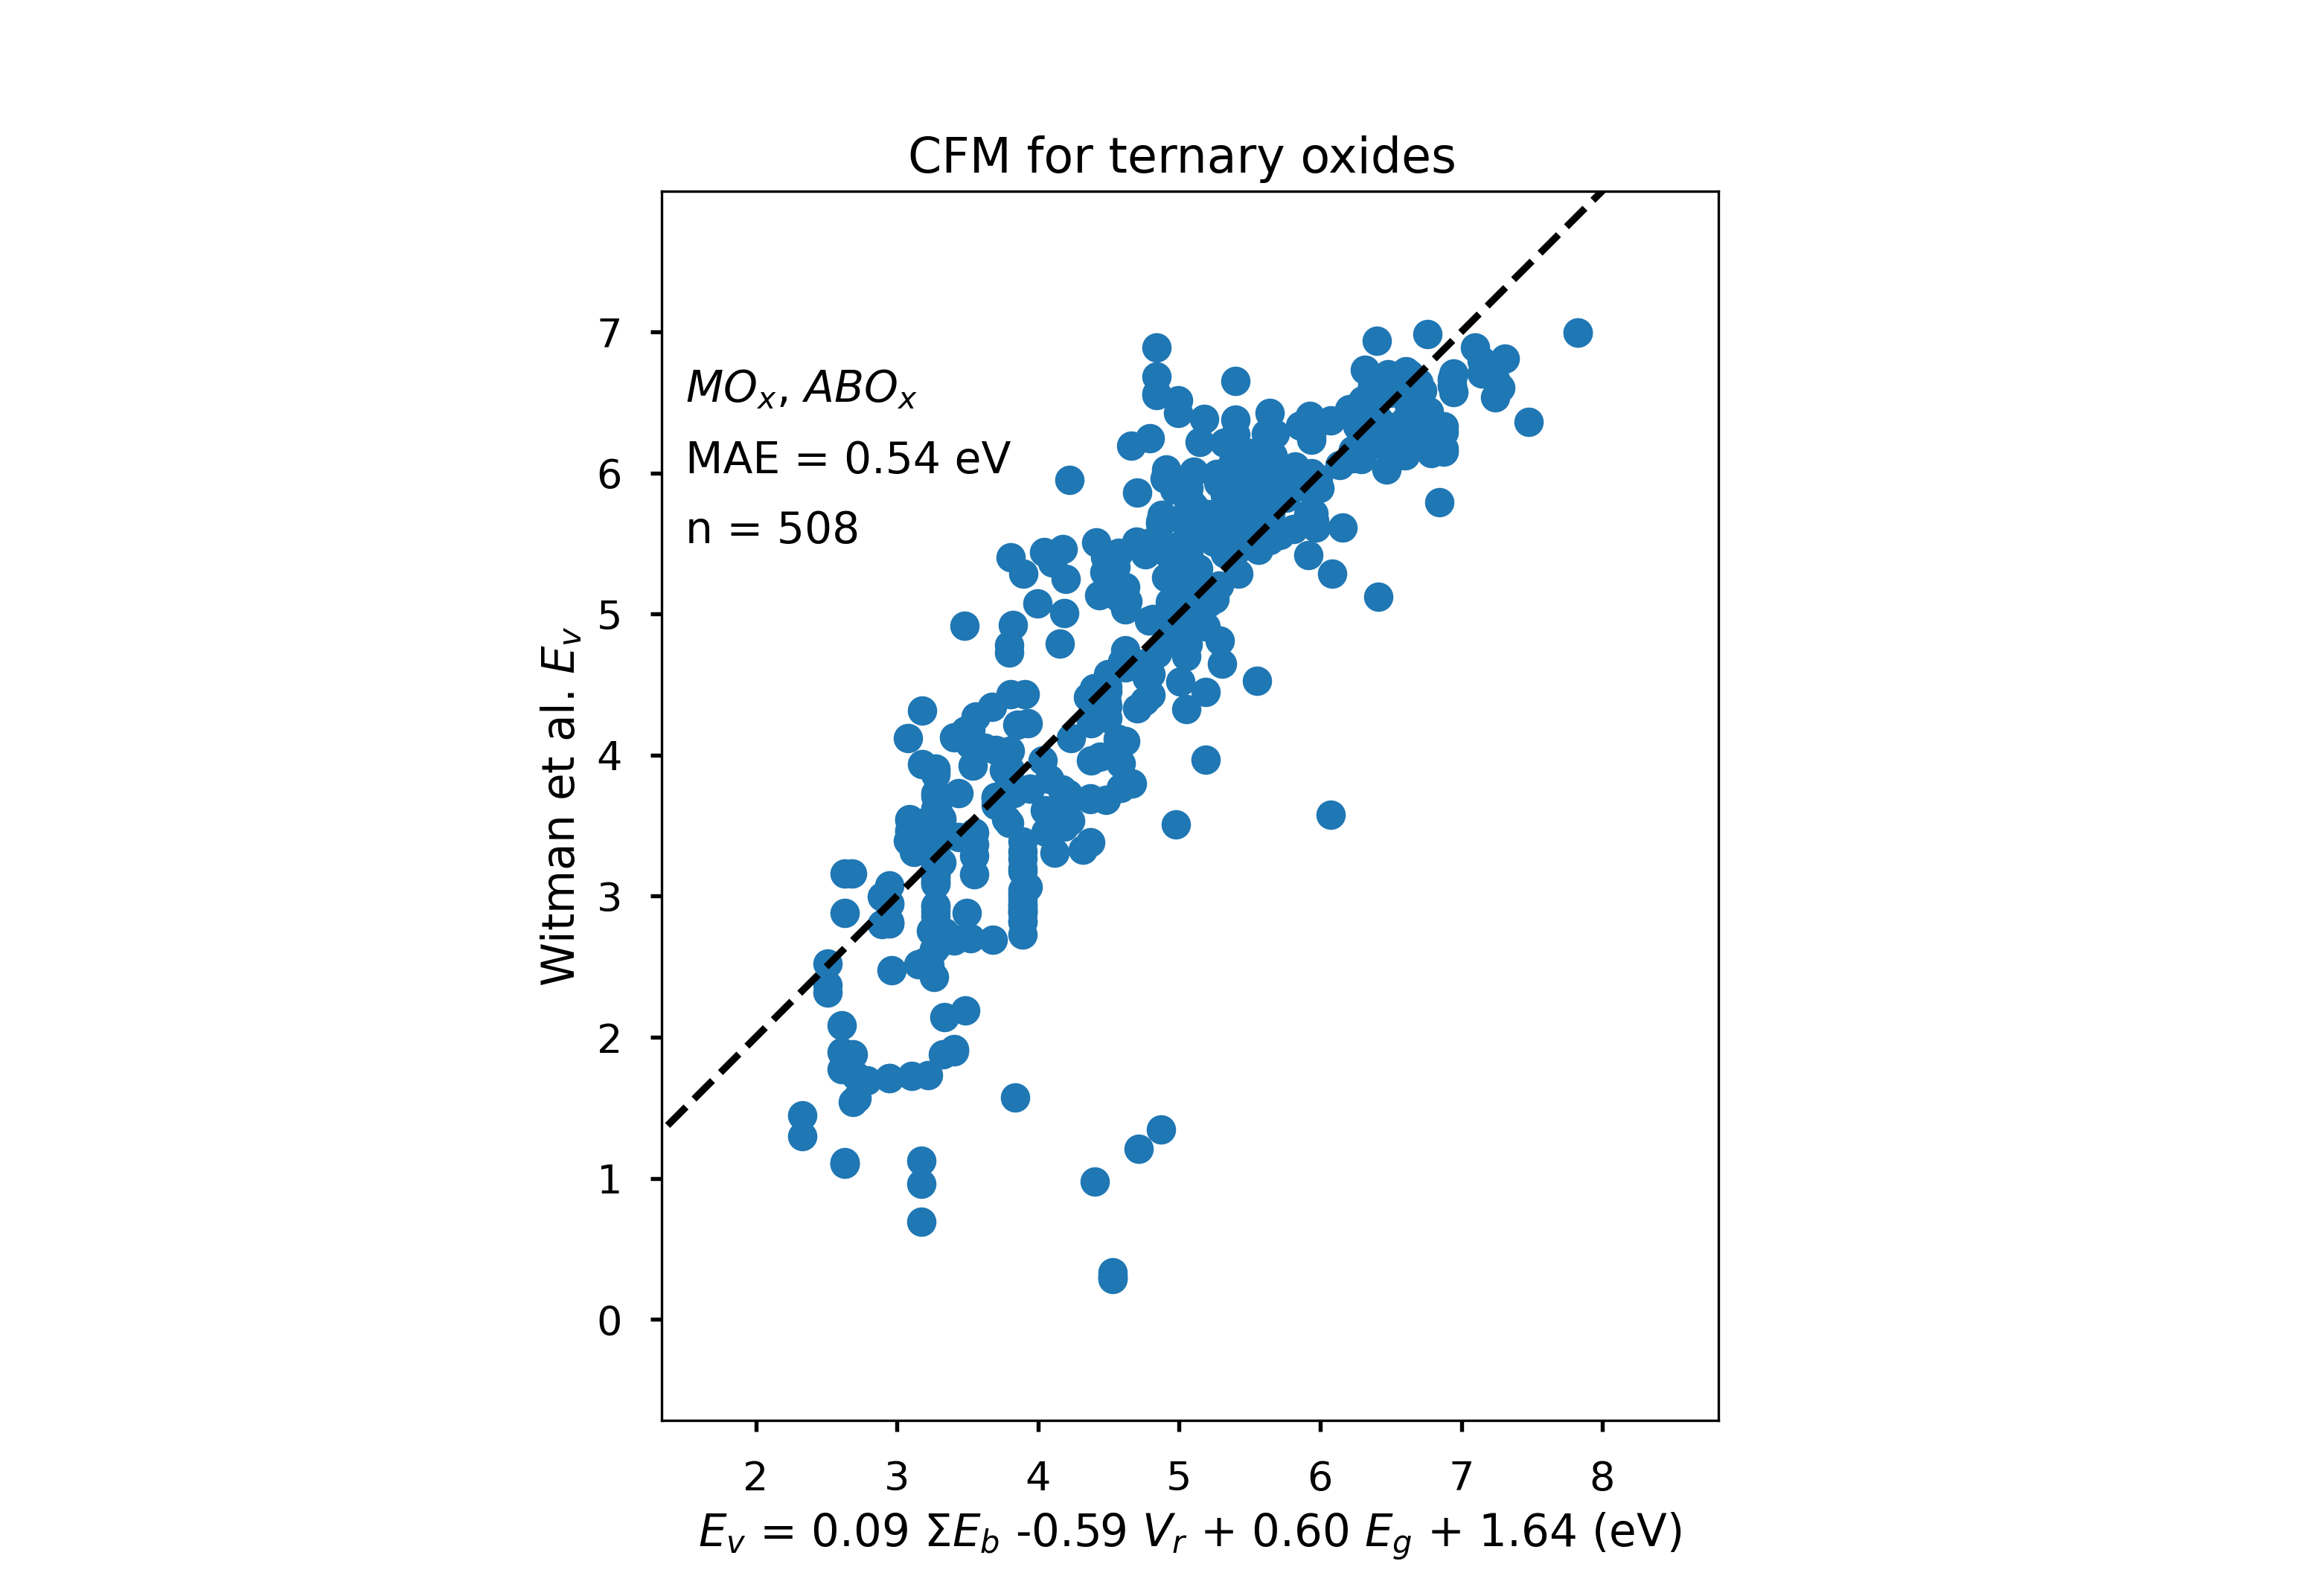 CFM for ternary oxides
MOₓ, ABOₓ
MAE = 0.54 eV
n = 508
Witman et al. Eᵥ
7
6
5
4
3
2
1
0
2 3 4 5 6 7 8
Eᵥ = 0.09 ΣE_b -0.59 Vᵣ + 0.60 E_g + 1.64 (eV)